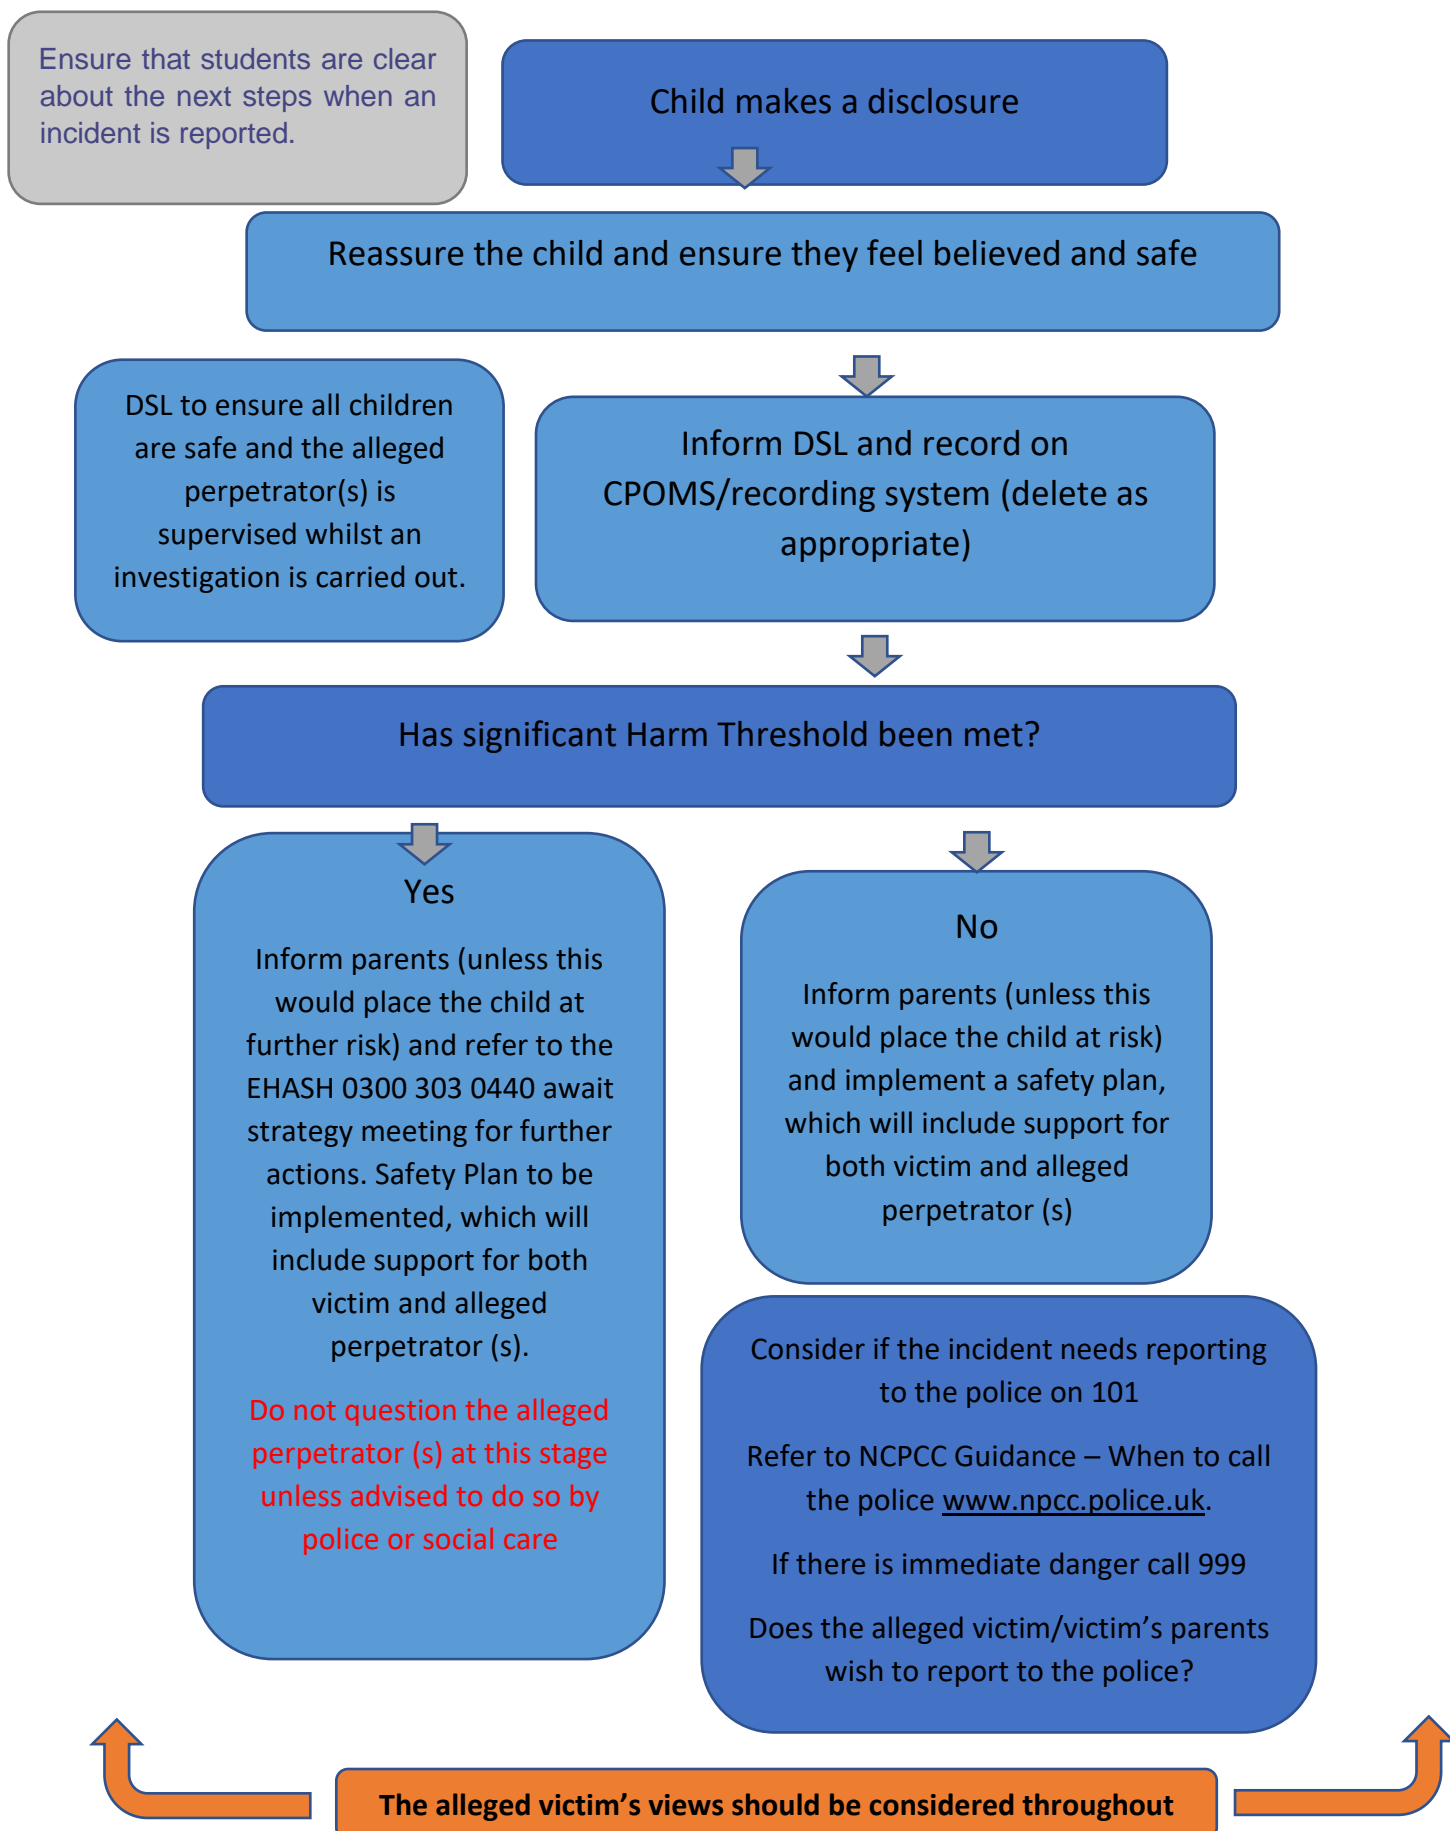 Ensure that students are clear
about the next steps when an
incident is reported.
Child makes a disclosure
Reassure the child and ensure they feel believed and safe
DSL to ensure all children
are safe and the alleged
perpetrator(s) is
supervised whilst an
investigation is carried out.
Inform DSL and record on
CPOMS/recording system (delete as
appropriate)
Has significant Harm Threshold been met?
Yes
Inform parents (unless this
would place the child at
further risk) and refer to the
EHASH 0300 303 0440 await
strategy meeting for further
actions. Safety Plan to be
implemented, which will
include support for both
victim and alleged
perpetrator (s).
Do not question the alleged
perpetrator (s) at this stage
unless advised to do so by
police or social care
No
Inform parents (unless this
would place the child at risk)
and implement a safety plan,
which will include support for
both victim and alleged
perpetrator (s)
Consider if the incident needs reporting
to the police on 101
Refer to NCPCC Guidance – When to call
the police www.npcc.police.uk.
If there is immediate danger call 999
Does the alleged victim/victim’s parents
wish to report to the police?
The alleged victim’s views should be considered throughout